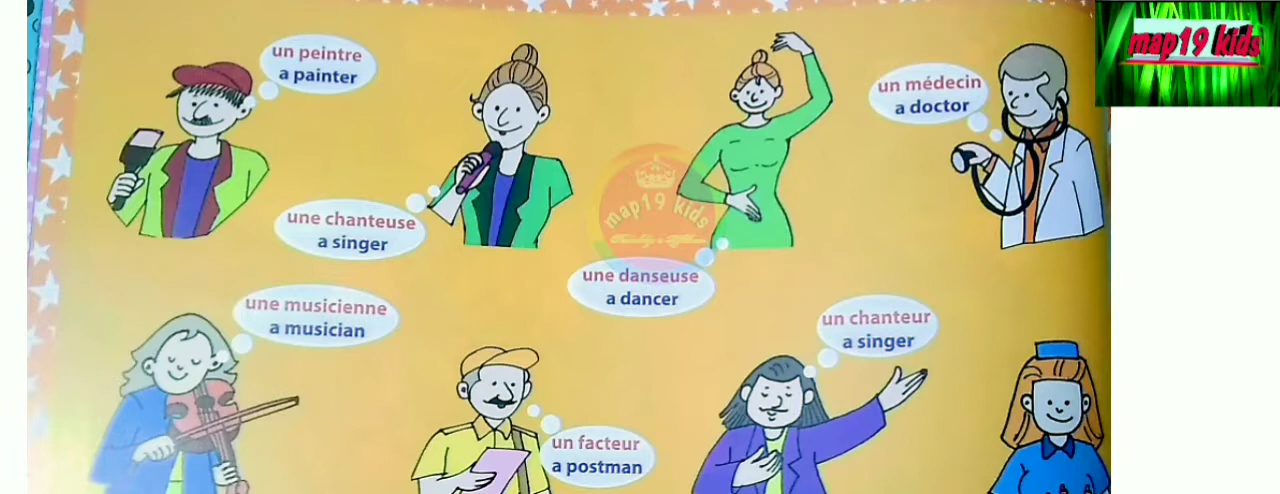 un peintre
a painter
une chanteuse
a singer
une danseuse
a dancer
un médecin
a doctor
map19 kids
map19 kids
une musicienne
a musician
un facteur
a postman
un chanteur
a singer